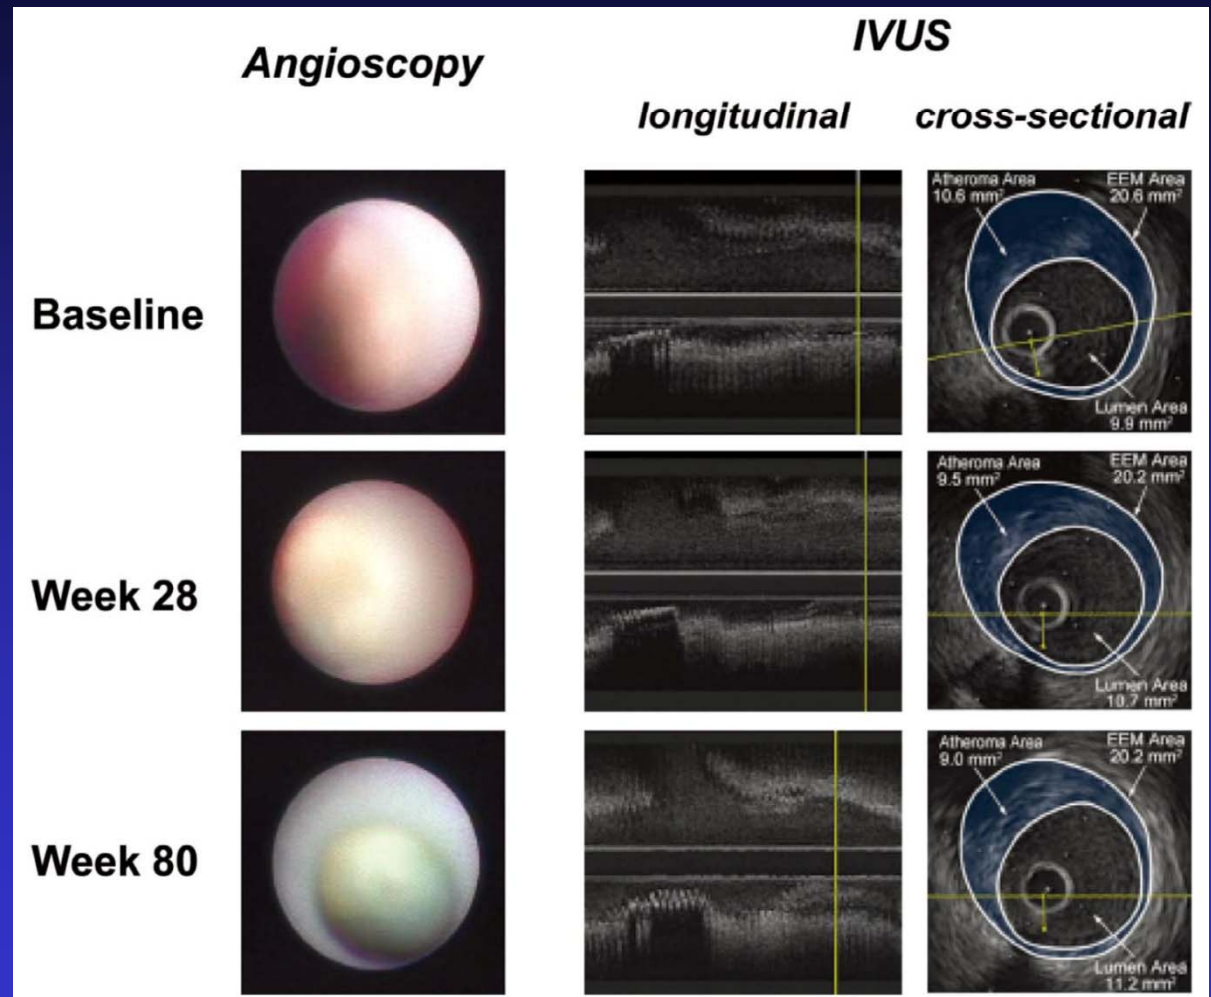 IVUS
Angioscopy
longitudinal
cross-sectional
Baseline
Atheroma Area
10.6 mm²
EEM Area
20.6 mm²
Lumen Area
9.9 mm²
Week 28
Atheroma Area
9.5 mm²
EEM Area
20.2 mm²
Lumen Area
10.7 mm²
Week 80
Atheroma Area
9.0 mm²
EEM Area
20.2 mm²
Lumen Area
11.2 mm²